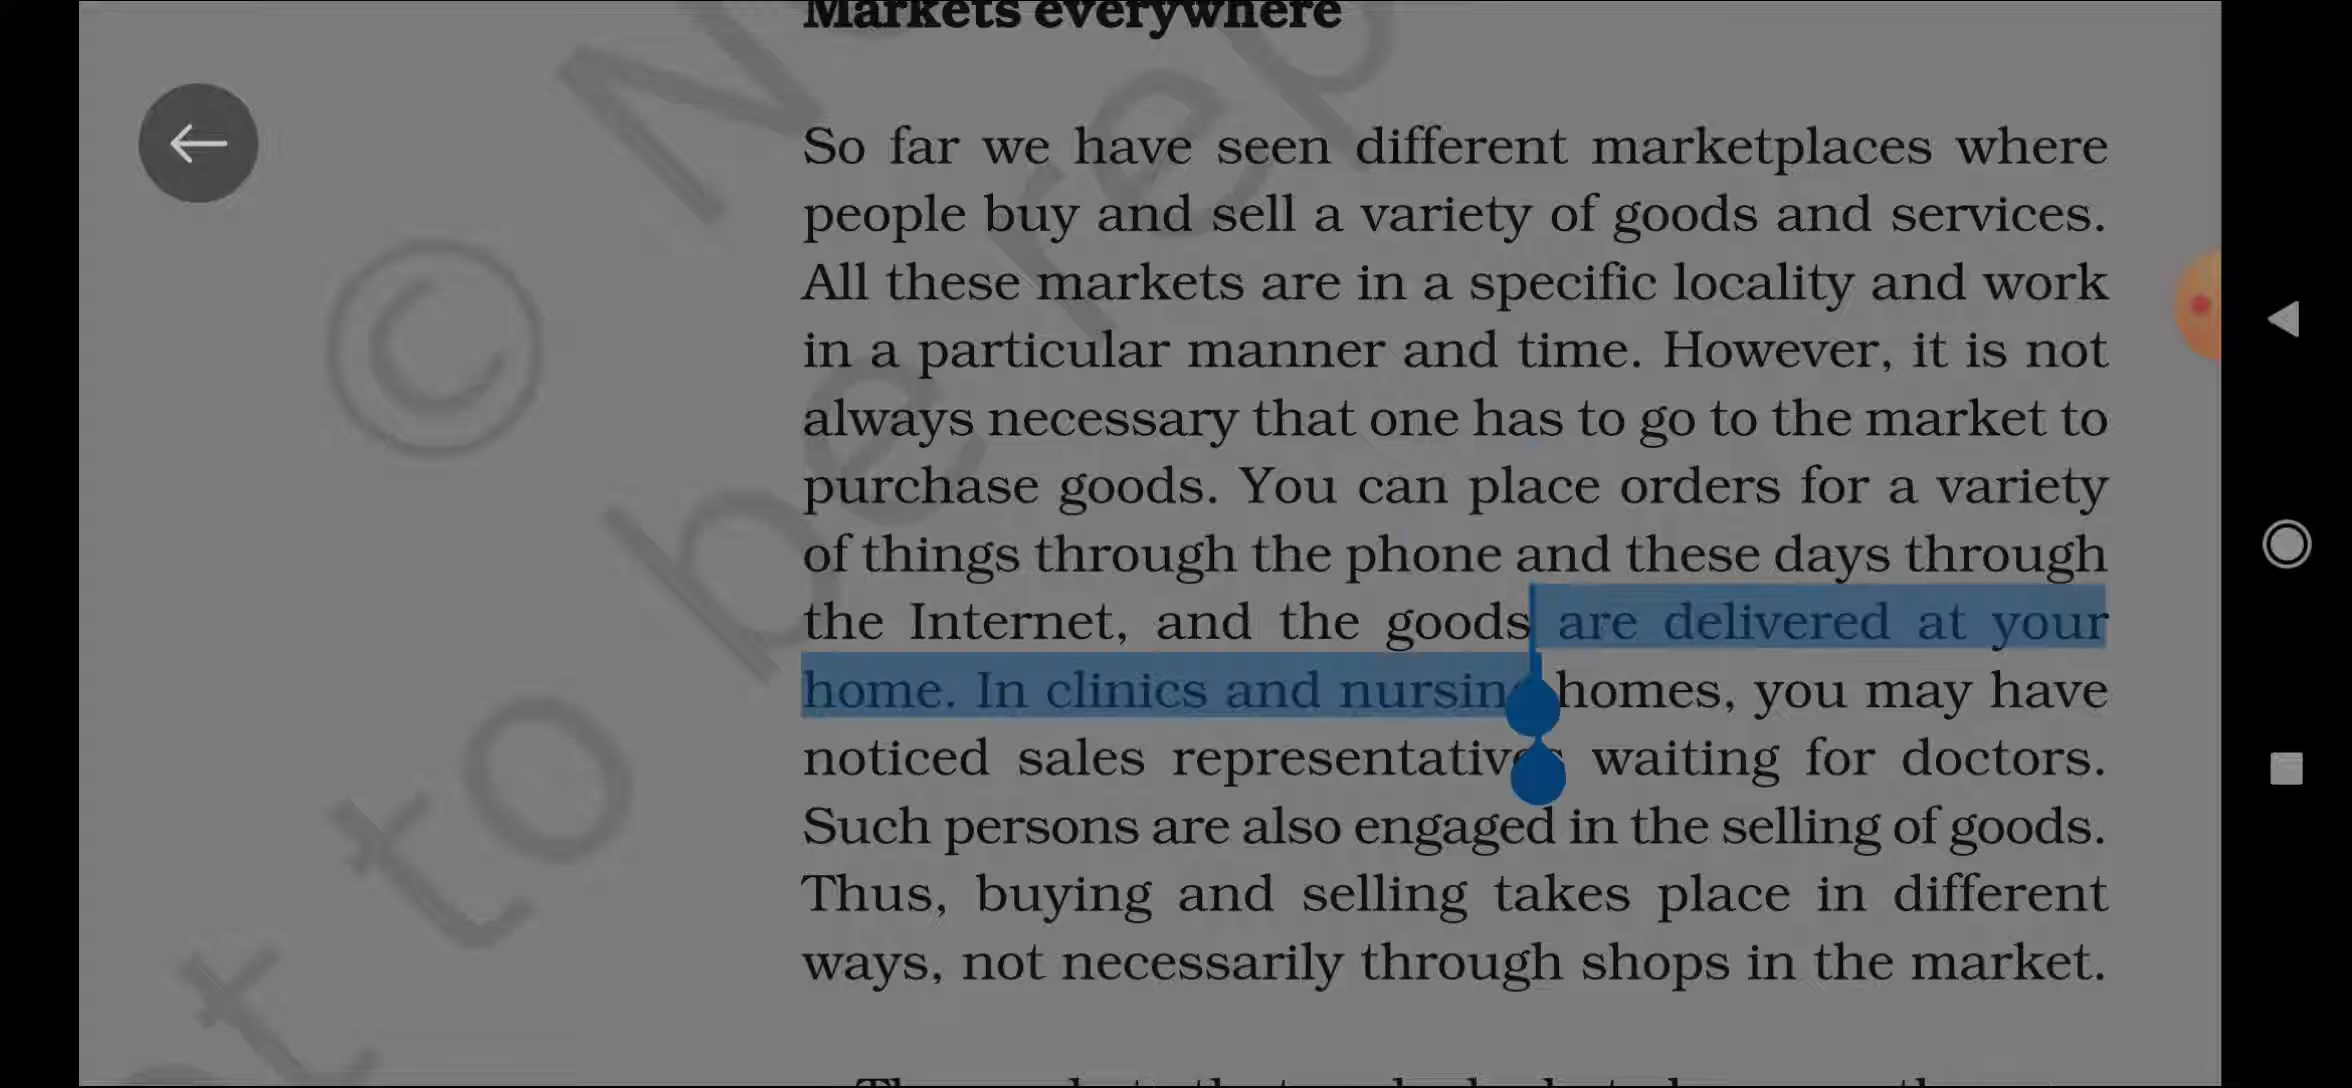 Markets everywhere
So far we have seen different marketplaces where
people buy and sell a variety of goods and services.
All these markets are in a specific locality and work
in a particular manner and time. However, it is not
always necessary that one has to go to the market to
purchase goods. You can place orders for a variety
of things through the phone and these days through
the Internet, and the goods are delivered at your
home. In clinics and nursing homes, you may have
noticed sales representatives waiting for doctors.
Such persons are also engaged in the selling of goods.
Thus, buying and selling takes place in different
ways, not necessarily through shops in the market.
©
to be rep